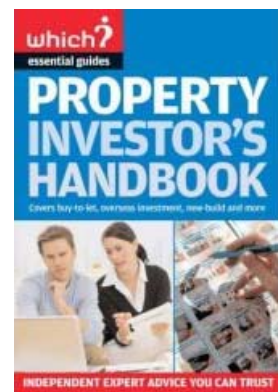 which?
essential guides
PROPERTY
INVESTOR'S
HANDBOOK
Covers buy-to-let, overseas investment, new-build and more
INDEPENDENT EXPERT ADVICE YOU CAN TRUST